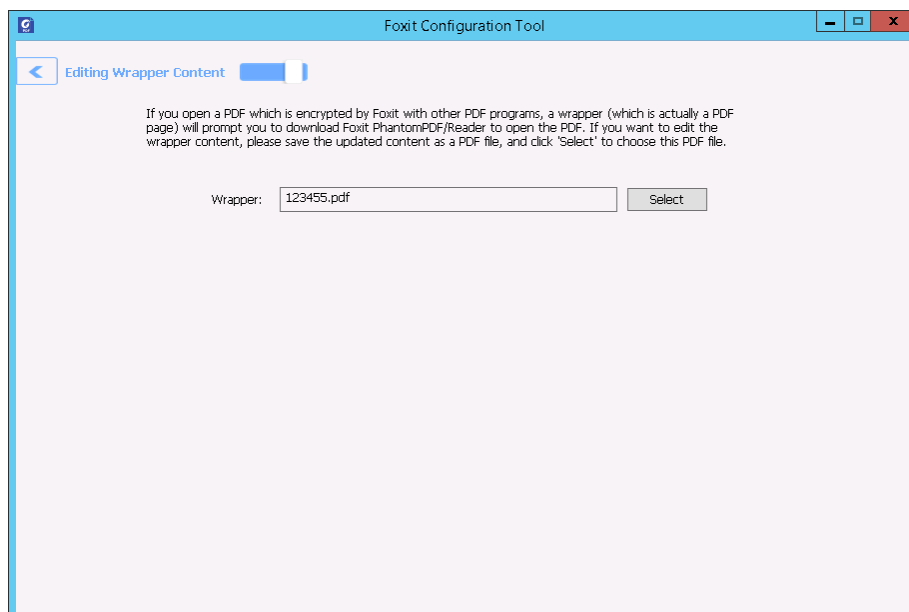 Foxit Configuration Tool
Editing Wrapper Content
If you open a PDF which is encrypted by Foxit with other PDF programs, a wrapper (which is actually a PDF
page) will prompt you to download Foxit PhantomPDF/Reader to open the PDF. If you want to edit the
wrapper content, please save the updated content as a PDF file, and click 'Select' to choose this PDF file.
Wrapper: 123455.pdf Select